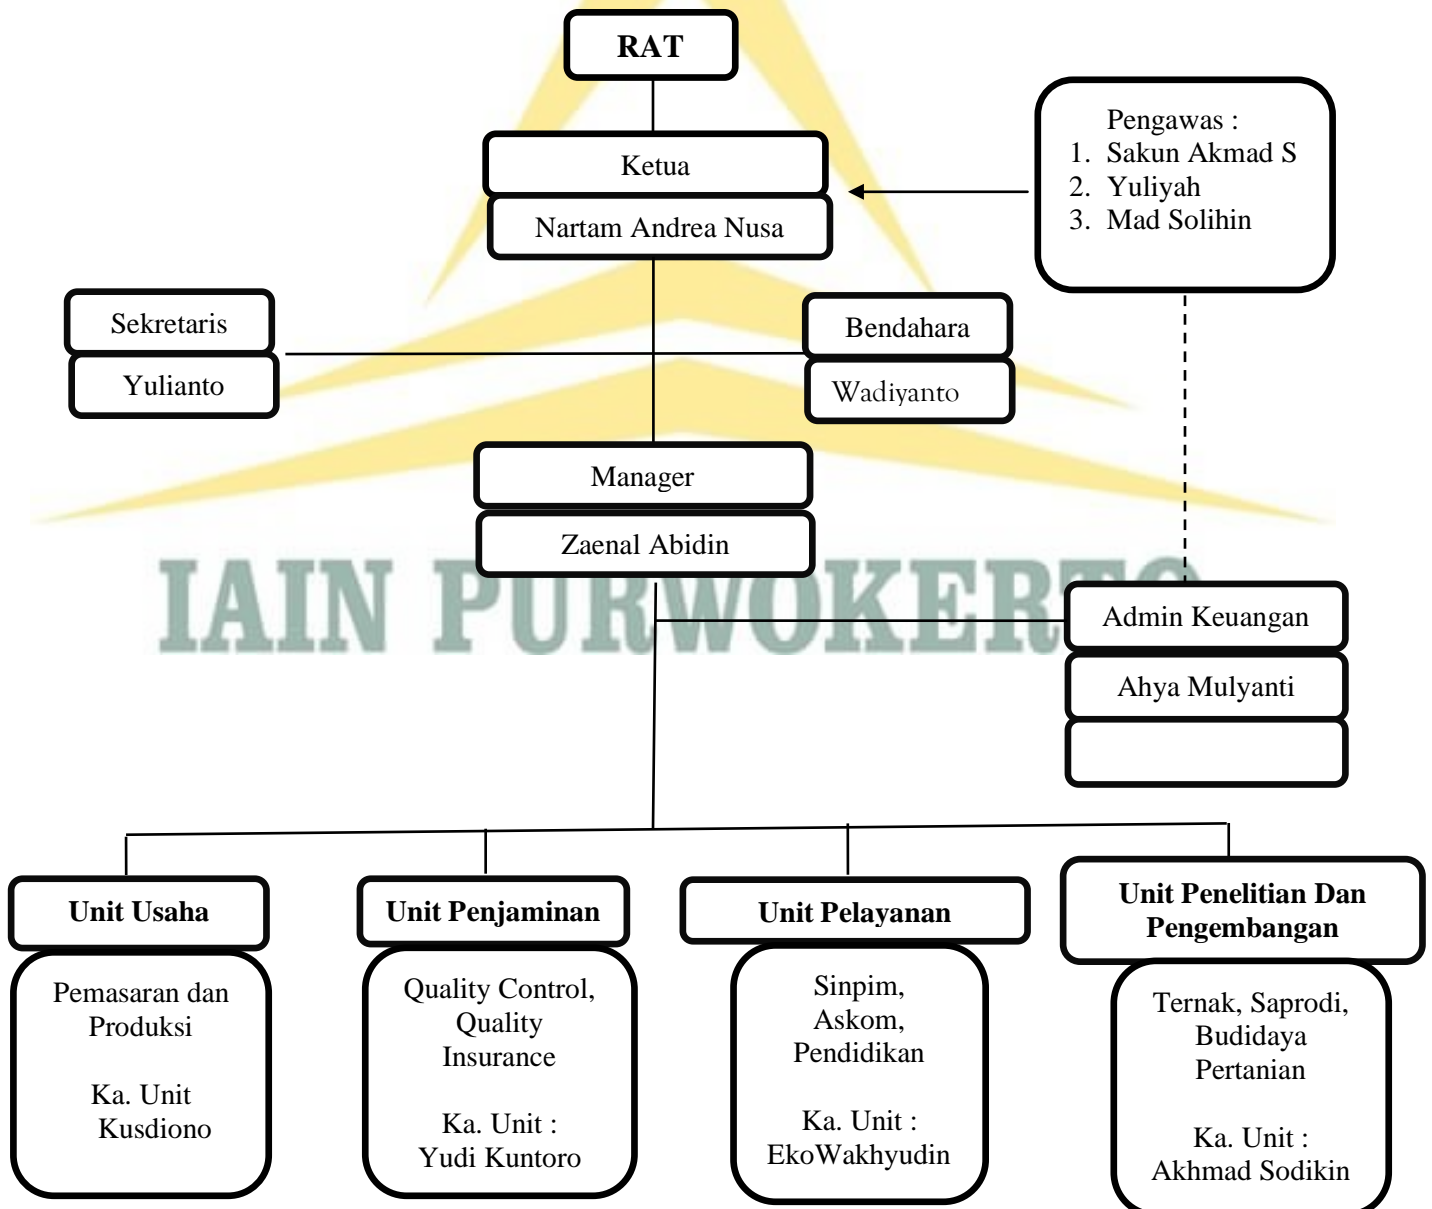 RAT
Ketua
Nartam Andrea Nusa
Pengawas :
1. Sakun Akmad S
2. Yuliyah
3. Mad Solihin
Sekretaris
Yulianto
Bendahara
Wadiyanto
Manager
Zaenal Abidin
IAIN PURWOKERTO
Admin Keuangan
Ahya Mulyanti
Unit Usaha
Pemasaran dan
Produksi
Ka. Unit
Kusdiono
Unit Penjaminan
Quality Control,
Quality
Insurance
Ka. Unit :
Yudi Kuntoro
Unit Pelayanan
Sinpim,
Askom,
Pendidikan
Ka. Unit :
EkoWakhyudin
Unit Penelitian Dan
Pengembangan
Ternak, Saprodi,
Budidaya
Pertanian
Ka. Unit :
Akhmad Sodikin